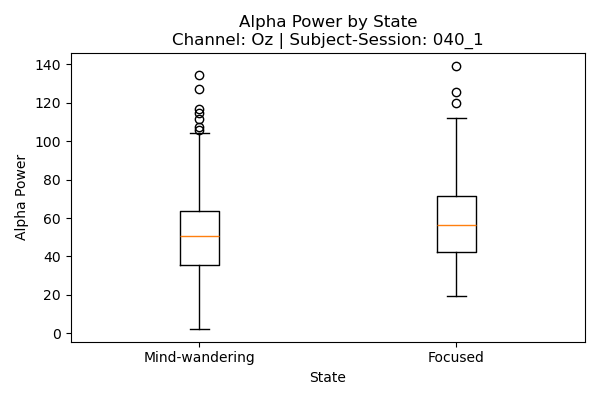 Alpha Power by State
Channel: Oz | Subject-Session: 040_1
140
120
100
80
60
40
20
0
Alpha Power
Mind-wandering
Focused
State